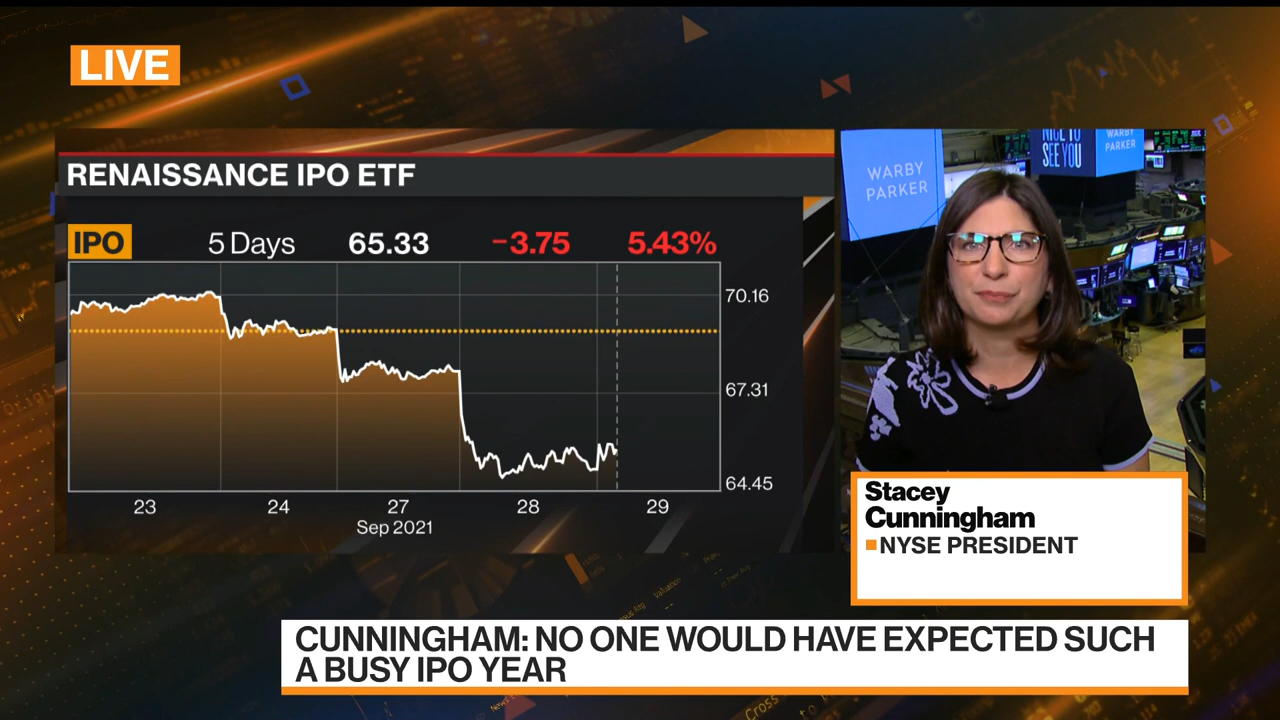 LIVE
RENAISSANCE IPO ETF
IPO 5 Days 65.33 −3.75 5.43%
70.16
67.31
64.45
23 24 27 28 29
Sep 2021
WARBY
PARKER
NICE TO
SEE YOU
WARBY
PARKER
Stacey
Cunningham
NYSE PRESIDENT
CUNNINGHAM: NO ONE WOULD HAVE EXPECTED SUCH
A BUSY IPO YEAR